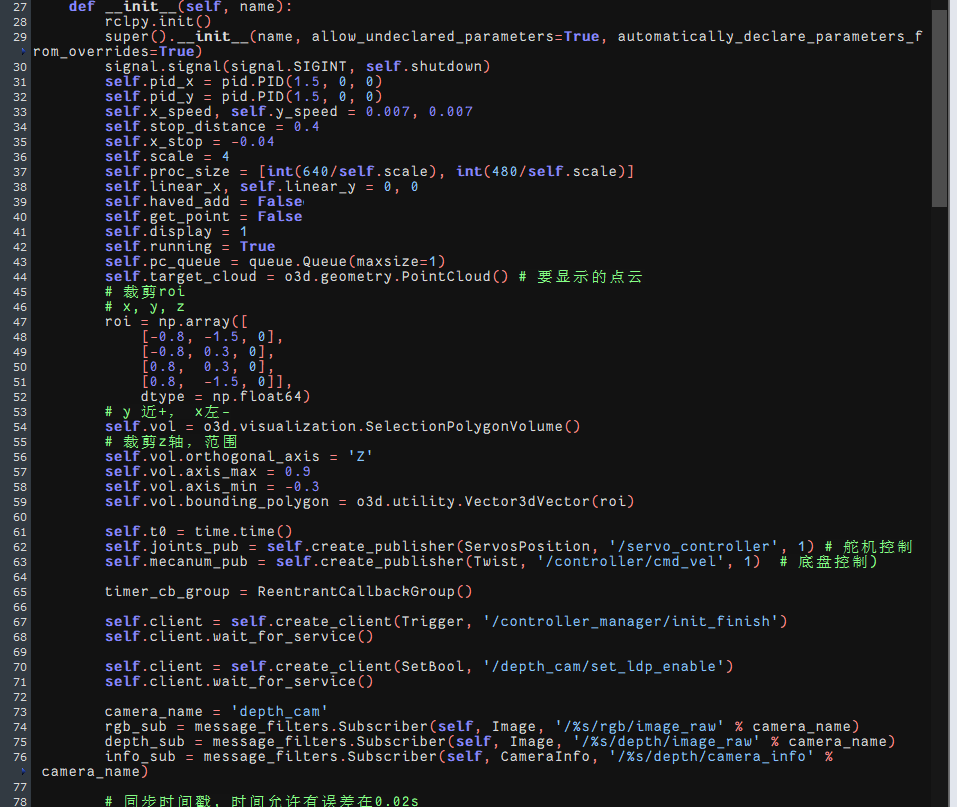 27     def __init__(self, name):
28         rclpy.init()
29         super().__init__(name, allow_undeclared_parameters=True, automatically_declare_parameters_f
rom_overrides=True)
30         signal.signal(signal.SIGINT, self.shutdown)
31         self.pid_x = pid.PID(1.5, 0, 0)
32         self.pid_y = pid.PID(1.5, 0, 0)
33         self.x_speed, self.y_speed = 0.007, 0.007
34         self.stop_distance = 0.4
35         self.x_stop = -0.04
36         self.scale = 4
37         self.proc_size = [int(640/self.scale), int(480/self.scale)]
38         self.linear_x, self.linear_y = 0, 0
39         self.haved_add = False
40         self.get_point = False
41         self.display = 1
42         self.running = True
43         self.pc_queue = queue.Queue(maxsize=1)
44         self.target_cloud = o3d.geometry.PointCloud() # 要显示的点云
45         # 裁剪roi
46         # x, y, z
47         roi = np.array([
48             [-0.8, -1.5, 0],
49             [-0.8, 0.3, 0],
50             [0.8,  0.3, 0],
51             [0.8,  -1.5, 0]],
52             dtype = np.float64)
53         # y 近+， x左-
54         self.vol = o3d.visualization.SelectionPolygonVolume()
55         # 裁剪z轴，范围
56         self.vol.orthogonal_axis = 'Z'
57         self.vol.axis_max = 0.9
58         self.vol.axis_min = -0.3
59         self.vol.bounding_polygon = o3d.utility.Vector3dVector(roi)
60
61         self.t0 = time.time()
62         self.joints_pub = self.create_publisher(ServosPosition, '/servo_controller', 1) # 舵机控制
63         self.mecanum_pub = self.create_publisher(Twist, '/controller/cmd_vel', 1)  # 底盘控制)
64
65         timer_cb_group = ReentrantCallbackGroup()
66
67         self.client = self.create_client(Trigger, '/controller_manager/init_finish')
68         self.client.wait_for_service()
69
70         self.client = self.create_client(SetBool, '/depth_cam/set_ldp_enable')
71         self.client.wait_for_service()
72
73         camera_name = 'depth_cam'
74         rgb_sub = message_filters.Subscriber(self, Image, '/%s/rgb/image_raw' % camera_name)
75         depth_sub = message_filters.Subscriber(self, Image, '/%s/depth/image_raw' % camera_name)
76         info_sub = message_filters.Subscriber(self, CameraInfo, '/%s/depth/camera_info' %
camera_name)
77
78         # 同步时间戳，时间允许有误差在0.02s